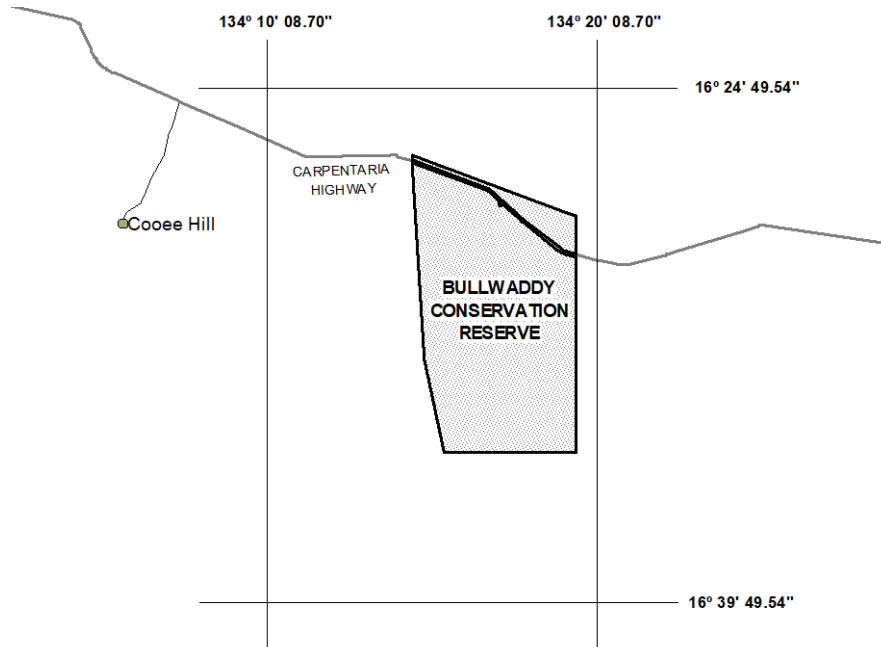 134º 10' 08.70"
134º 20' 08.70"
16º 24' 49.54"
CARPENTARIA
HIGHWAY
Cooee Hill
BULLWADDY
CONSERVATION
RESERVE
16º 39' 49.54"